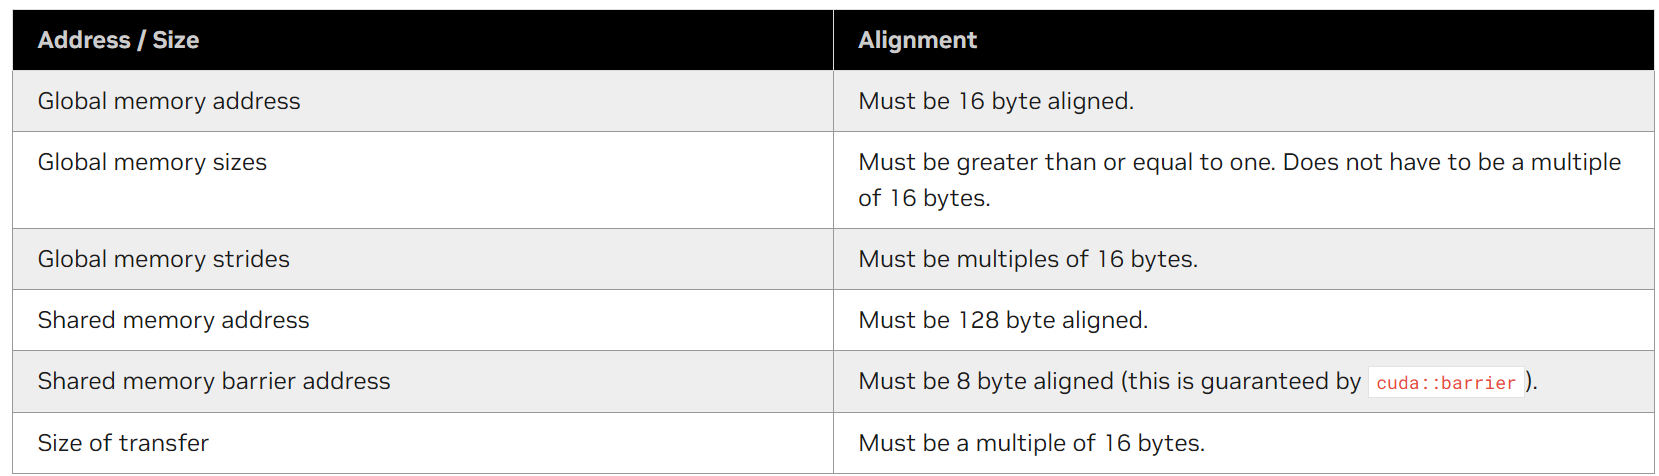 Address / Size
Alignment
Global memory address
Must be 16 byte aligned.
Global memory sizes
Must be greater than or equal to one. Does not have to be a multiple
of 16 bytes.
Global memory strides
Must be multiples of 16 bytes.
Shared memory address
Must be 128 byte aligned.
Shared memory barrier address
Must be 8 byte aligned (this is guaranteed by cuda::barrier ).
Size of transfer
Must be a multiple of 16 bytes.